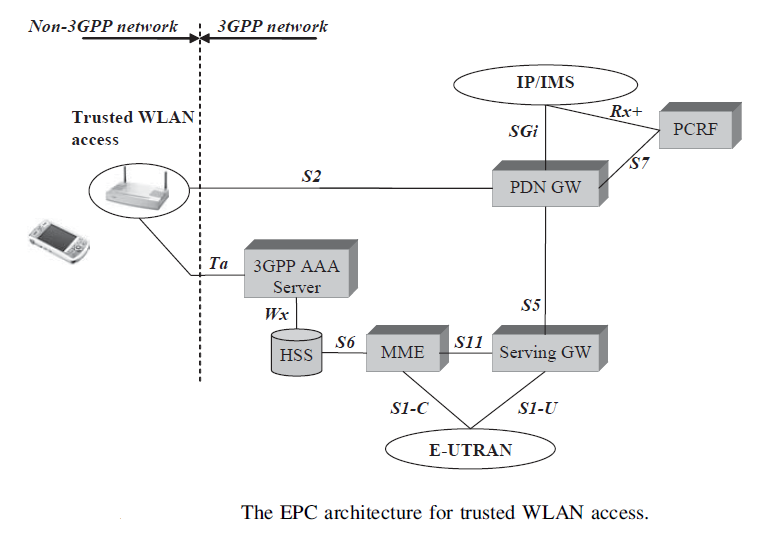 Non-3GPP network
3GPP network
IP/IMS
Rx+
PCRF
Trusted WLAN
access
SGi
S7
S2
PDN GW
Ta
3GPP AAA
Server
Wx
S5
HSS
S6
MME
S11
Serving GW
S1-C
S1-U
E-UTRAN
The EPC architecture for trusted WLAN access.